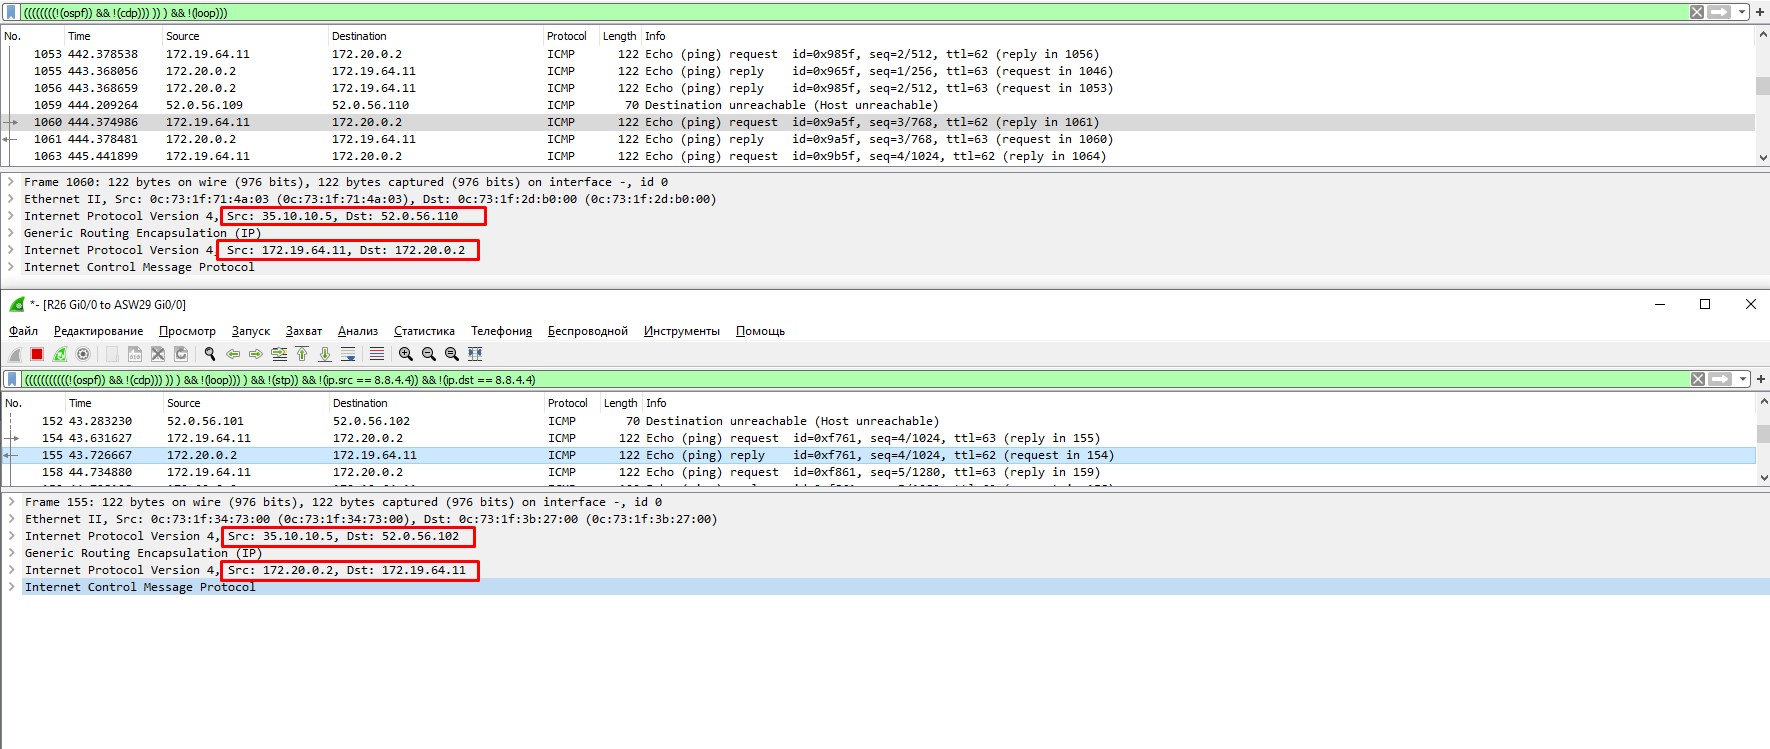 ((((((((!(ospf)) && !(cdp))) )) ) && !(loop)))
No. Time Source Destination Protocol Length Info
1053 442.378538 172.19.64.11 172.20.0.2 ICMP 122 Echo (ping) request id=0x985f, seq=2/512, ttl=62 (reply in 1056)
1055 443.368056 172.20.0.2 172.19.64.11 ICMP 122 Echo (ping) reply id=0x965f, seq=1/256, ttl=63 (request in 1046)
1056 443.368659 172.20.0.2 172.19.64.11 ICMP 122 Echo (ping) reply id=0x985f, seq=2/512, ttl=63 (request in 1053)
1059 444.209264 52.0.56.109 52.0.56.110 ICMP 70 Destination unreachable (Host unreachable)
1060 444.374986 172.19.64.11 172.20.0.2 ICMP 122 Echo (ping) request id=0x9a5f, seq=3/768, ttl=62 (reply in 1061)
1061 444.378481 172.20.0.2 172.19.64.11 ICMP 122 Echo (ping) reply id=0x9a5f, seq=3/768, ttl=63 (request in 1060)
1063 445.441899 172.19.64.11 172.20.0.2 ICMP 122 Echo (ping) request id=0x9b5f, seq=4/1024, ttl=62 (reply in 1064)
Frame 1060: 122 bytes on wire (976 bits), 122 bytes captured (976 bits) on interface -, id 0
Ethernet II, Src: 0c:73:1f:71:4a:03 (0c:73:1f:71:4a:03), Dst: 0c:73:1f:2d:b0:00 (0c:73:1f:2d:b0:00)
Internet Protocol Version 4, Src: 35.10.10.5, Dst: 52.0.56.110
Generic Routing Encapsulation (IP)
Internet Protocol Version 4, Src: 172.19.64.11, Dst: 172.20.0.2
Internet Control Message Protocol
*- [R26 Gi0/0 to ASW29 Gi0/0]
Файл Редактирование Просмотр Запуск Захват Анализ Статистика Телефония Беспроводной Инструменты Помощь
(((((((((((!(ospf)) && !(cdp))) )) ) && !(loop))) ) && !(stp)) && !(ip.src == 8.8.4.4)) && !(ip.dst == 8.8.4.4)
No. Time Source Destination Protocol Length Info
152 43.283230 52.0.56.101 52.0.56.102 ICMP 70 Destination unreachable (Host unreachable)
154 43.631627 172.19.64.11 172.20.0.2 ICMP 122 Echo (ping) request id=0xf761, seq=4/1024, ttl=63 (reply in 155)
155 43.726667 172.20.0.2 172.19.64.11 ICMP 122 Echo (ping) reply id=0xf761, seq=4/1024, ttl=62 (request in 154)
158 44.734880 172.19.64.11 172.20.0.2 ICMP 122 Echo (ping) request id=0xf861, seq=5/1280, ttl=63 (reply in 159)
Frame 155: 122 bytes on wire (976 bits), 122 bytes captured (976 bits) on interface -, id 0
Ethernet II, Src: 0c:73:1f:34:73:00 (0c:73:1f:34:73:00), Dst: 0c:73:1f:3b:27:00 (0c:73:1f:3b:27:00)
Internet Protocol Version 4, Src: 35.10.10.5, Dst: 52.0.56.102
Generic Routing Encapsulation (IP)
Internet Protocol Version 4, Src: 172.20.0.2, Dst: 172.19.64.11
Internet Control Message Protocol